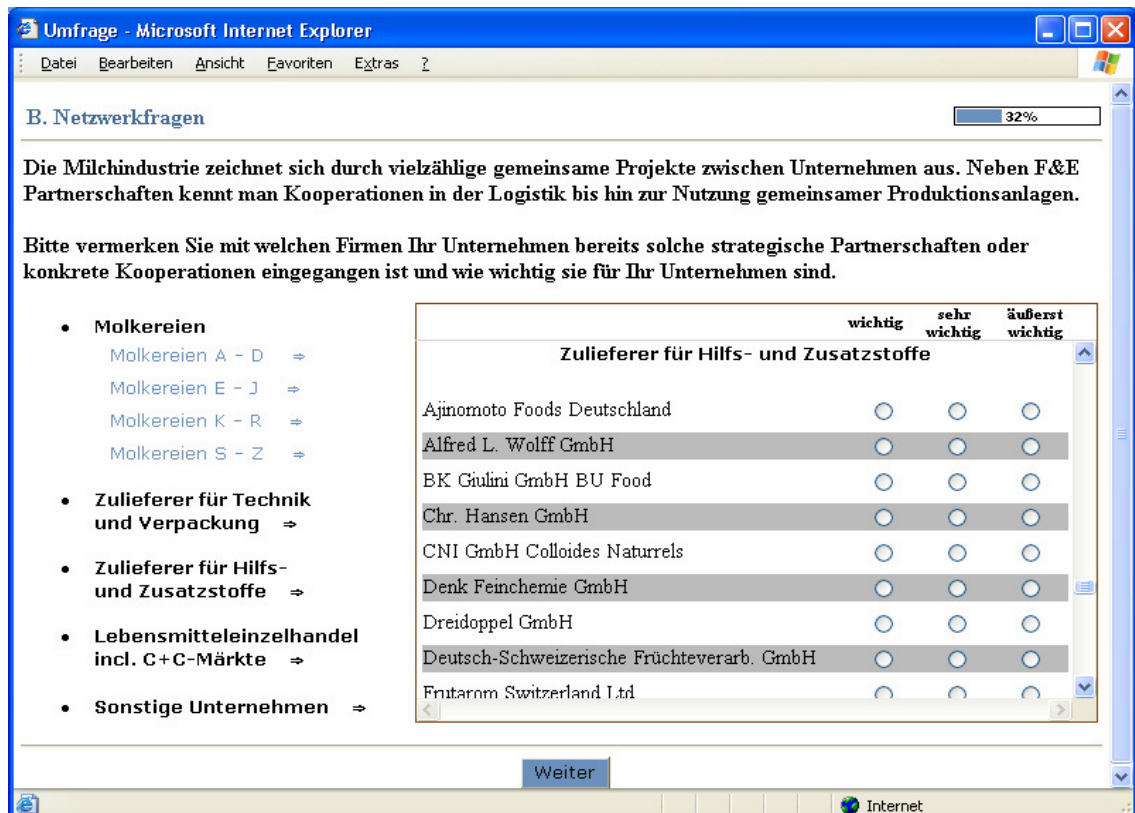 Umfrage - Microsoft Internet Explorer
Datei Bearbeiten Ansicht Favoriten Extras ?
B. Netzwerkfragen
32%
Die Milchindustrie zeichnet sich durch vielzählige gemeinsame Projekte zwischen Unternehmen aus. Neben F&E
Partnerschaften kennt man Kooperationen in der Logistik bis hin zur Nutzung gemeinsamer Produktionsanlagen.
Bitte vermerken Sie mit welchen Firmen Ihr Unternehmen bereits solche strategische Partnerschaften oder
konkrete Kooperationen eingegangen ist und wie wichtig sie für Ihr Unternehmen sind.
• Molkereien
Molkereien A - D ⇒
Molkereien E - J ⇒
Molkereien K - R ⇒
Molkereien S - Z ⇒
• Zulieferer für Technik
und Verpackung ⇒
• Zulieferer für Hilfs-
und Zusatzstoffe ⇒
• Lebensmitteleinzelhandel
incl. C+C-Märkte ⇒
• Sonstige Unternehmen ⇒
wichtig
sehr
wichtig
äußerst
wichtig
Zulieferer für Hilfs- und Zusatzstoffe
Ajinomoto Foods Deutschland
Alfred L. Wolff GmbH
BK Giulini GmbH BU Food
Chr. Hansen GmbH
CNI GmbH Colloides Naturrels
Denk Feinchemie GmbH
Dreidoppel GmbH
Deutsch-Schweizerische Früchteverarb. GmbH
Frutarom Switzerland Ltd
Weiter
Internet